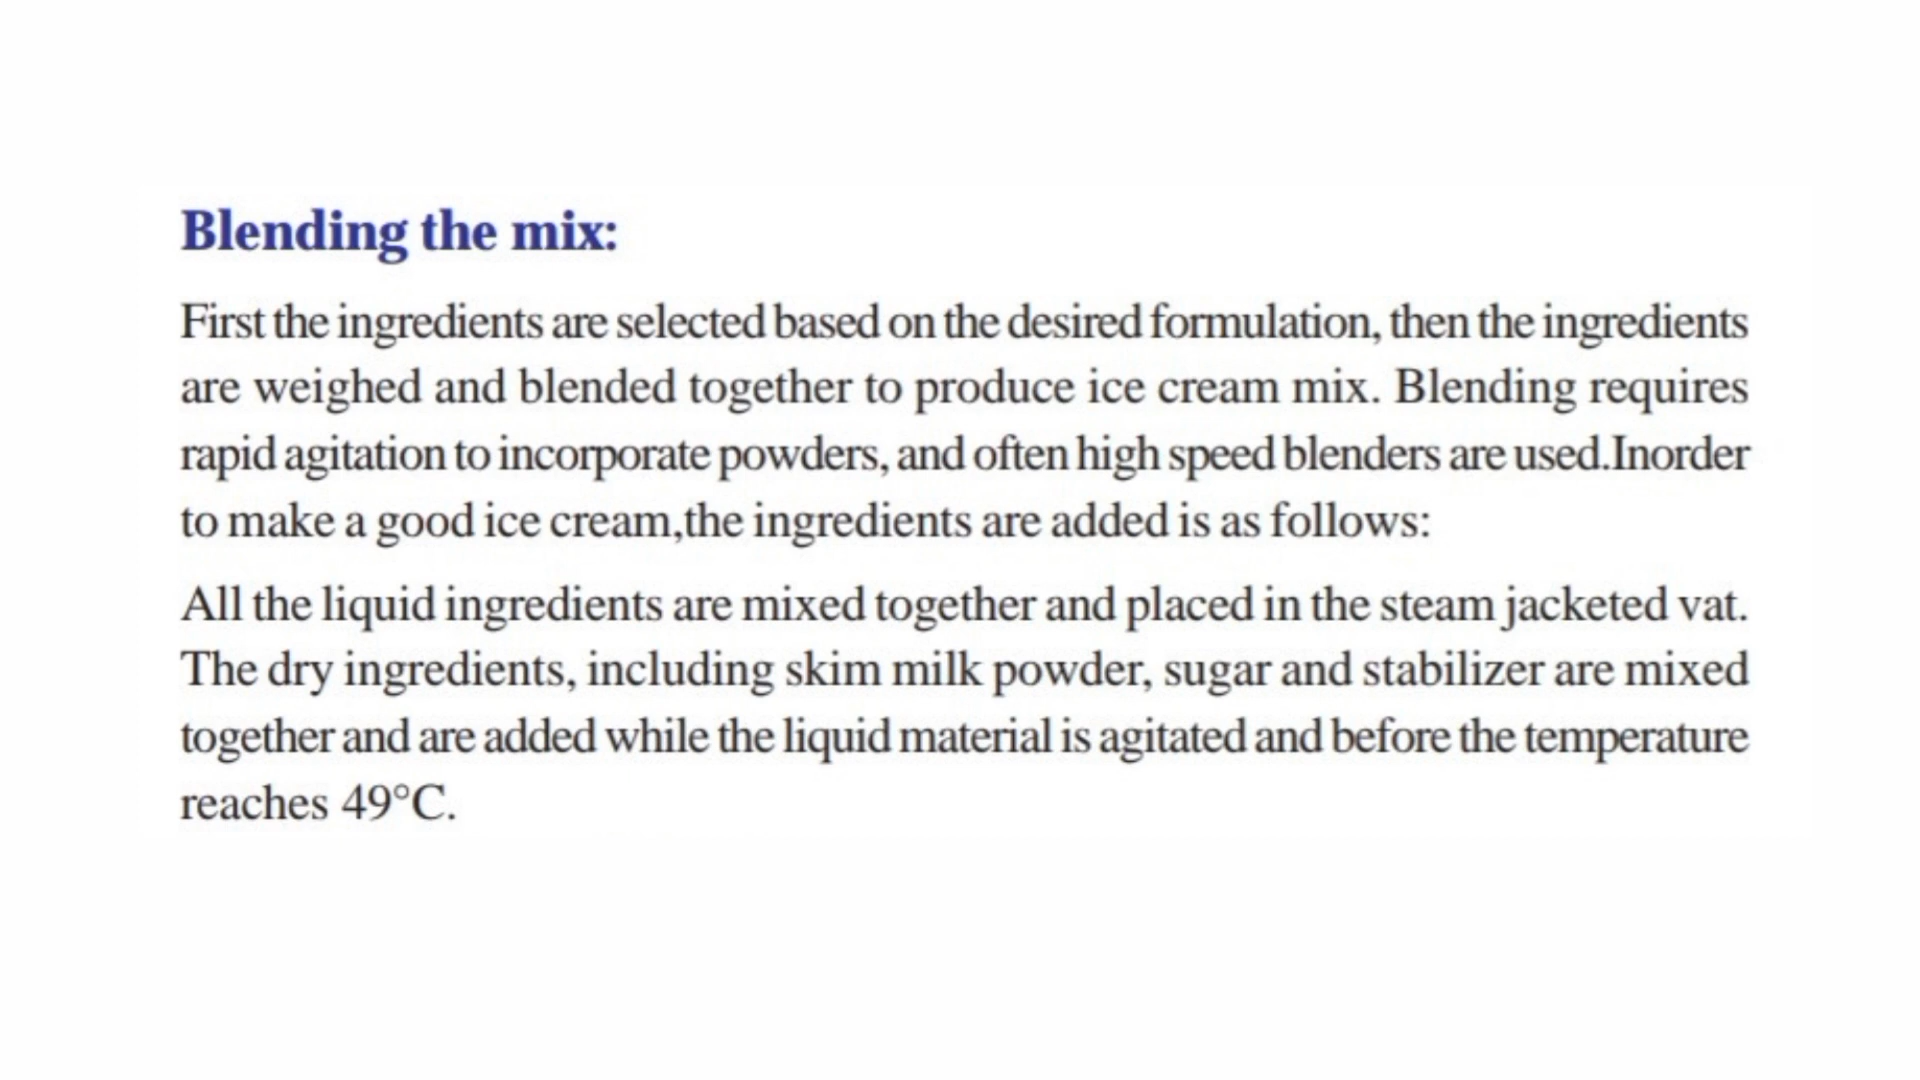 Blending the mix:
First the ingredients are selected based on the desired formulation, then the ingredients
are weighed and blended together to produce ice cream mix. Blending requires
rapid agitation to incorporate powders, and often high speed blenders are used.Inorder
to make a good ice cream,the ingredients are added is as follows:
All the liquid ingredients are mixed together and placed in the steam jacketed vat.
The dry ingredients, including skim milk powder, sugar and stabilizer are mixed
together and are added while the liquid material is agitated and before the temperature
reaches 49°C.